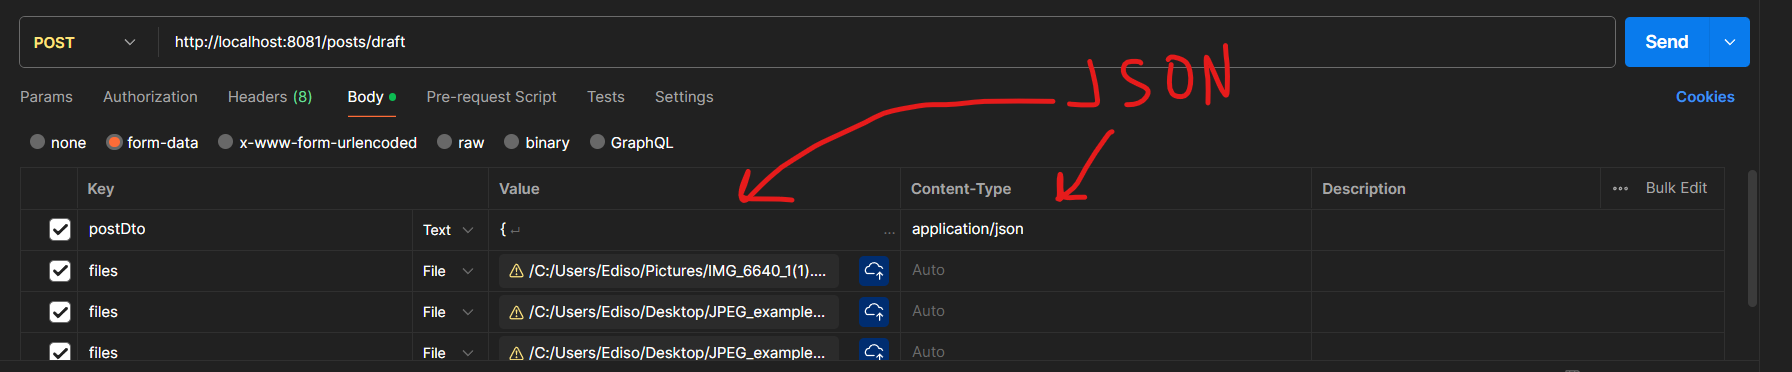 POST http://localhost:8081/posts/draft Send
JSON
Params Authorization Headers (8) Body Pre-request Script Tests Settings Cookies
none form-data x-www-form-urlencoded raw binary GraphQL
Key Value Content-Type Description ... Bulk Edit
postDto Text { ↵ ... application/json
files File /C:/Users/Ediso/Pictures/IMG_6640_1(1).... Auto
files File /C:/Users/Ediso/Desktop/JPEG_example... Auto
files File /C:/Users/Ediso/Desktop/JPEG_example... Auto